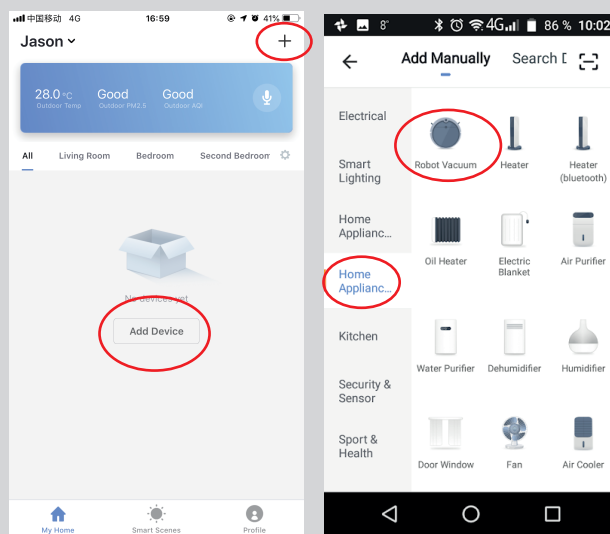 中国移动 4G 16:59 41%
Jason
28.0 °C Good Good
Outdoor Temp Outdoor PM2.5 Outdoor AQI
All Living Room Bedroom Second Bedroom
No devices yet
Add Device
My Home Smart Scenes Profile
8° 4G 86 % 10:02
Add Manually Search D
Electrical
Robot Vacuum Heater Heater
(bluetooth)
Smart
Lighting
Home
Applianc...
Oil Heater Electric
Blanket Air Purifier
Home
Applianc...
Kitchen
Water Purifier Dehumidifier Humidifier
Security &
Sensor
Sport &
Health
Door Window Fan Air Cooler